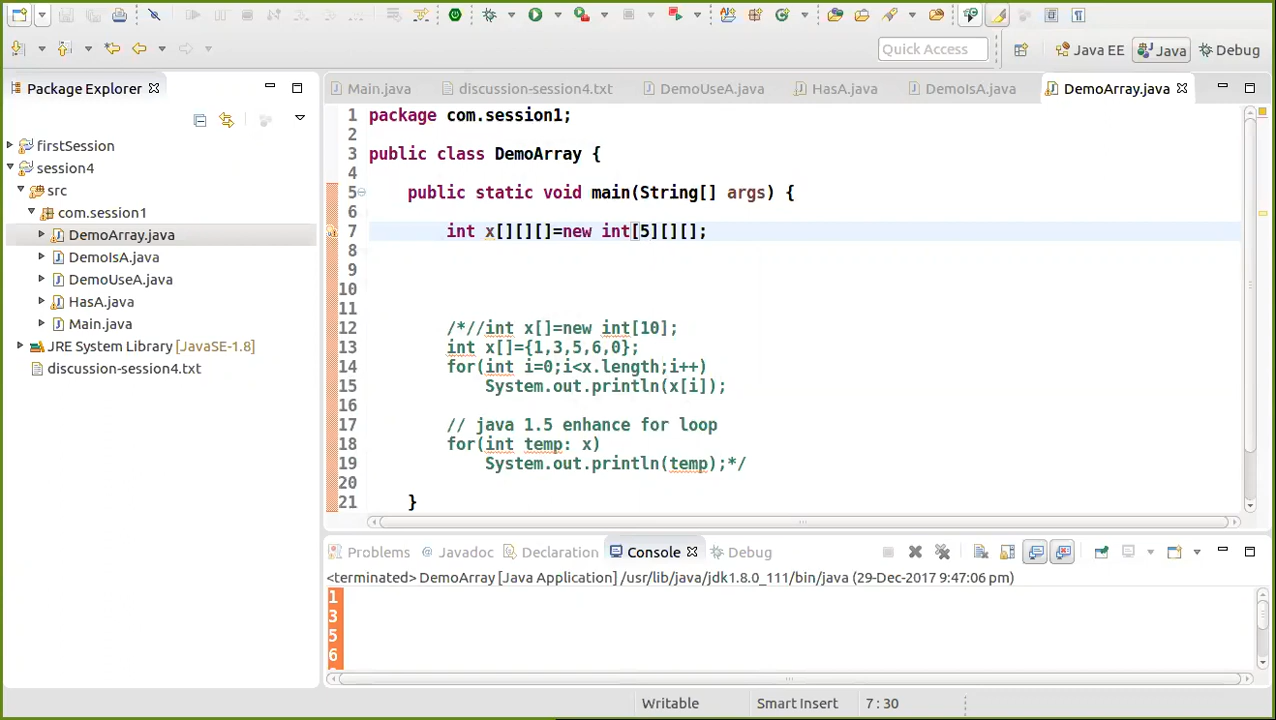 Quick Access
Java EE
Java
Debug
Package Explorer
Main.java
discussion-session4.txt
DemoUseA.java
HasA.java
DemoIsA.java
DemoArray.java
firstSession
session4
src
com.session1
DemoArray.java
DemoIsA.java
DemoUseA.java
HasA.java
Main.java
JRE System Library [JavaSE-1.8]
discussion-session4.txt
1 package com.session1;
2
3 public class DemoArray {
4
5 public static void main(String[] args) {
6
7 int x[][][]=new int[5][][];
8
9
10
11
12 /*//int x[]=new int[10];
13 int x[]={1,3,5,6,0};
14 for(int i=0;i<x.length;i++)
15 System.out.println(x[i]);
16
17 // java 1.5 enhance for loop
18 for(int temp: x)
19 System.out.println(temp);*/
20
21 }
Problems
@ Javadoc
Declaration
Console
Debug
<terminated> DemoArray [Java Application] /usr/lib/java/jdk1.8.0_111/bin/java (29-Dec-2017 9:47:06 pm)
1
3
5
6
Writable
Smart Insert
7 : 30